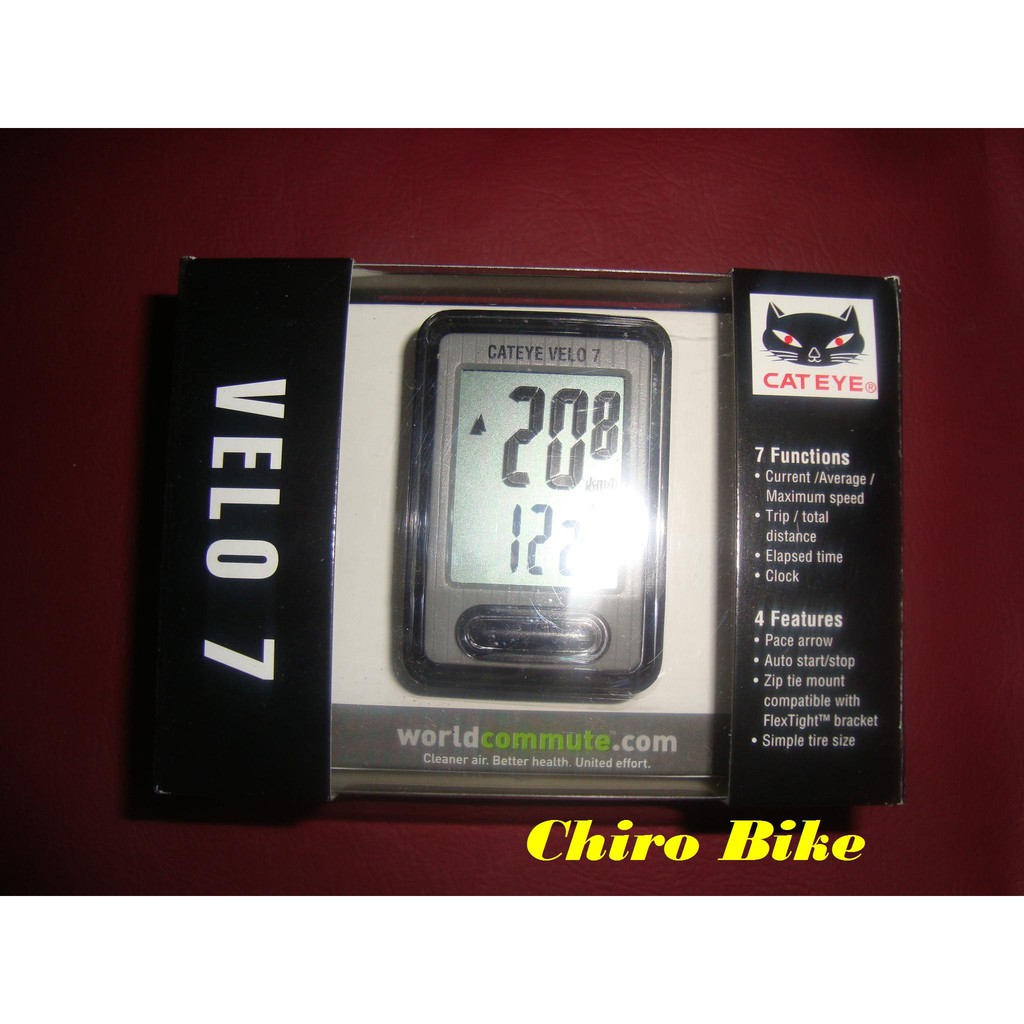 VELO 7
CATEYE VELO 7
20.8
km/h
worldcommute.com
Cleaner air. Better health. United effort.
CATEYE®
7 Functions
• Current /Average /
Maximum speed
• Trip / total
distance
• Elapsed time
• Clock
4 Features
• Pace arrow
• Auto start/stop
• Zip tie mount
compatible with
FlexTight™ bracket
• Simple tire size
Chiro Bike